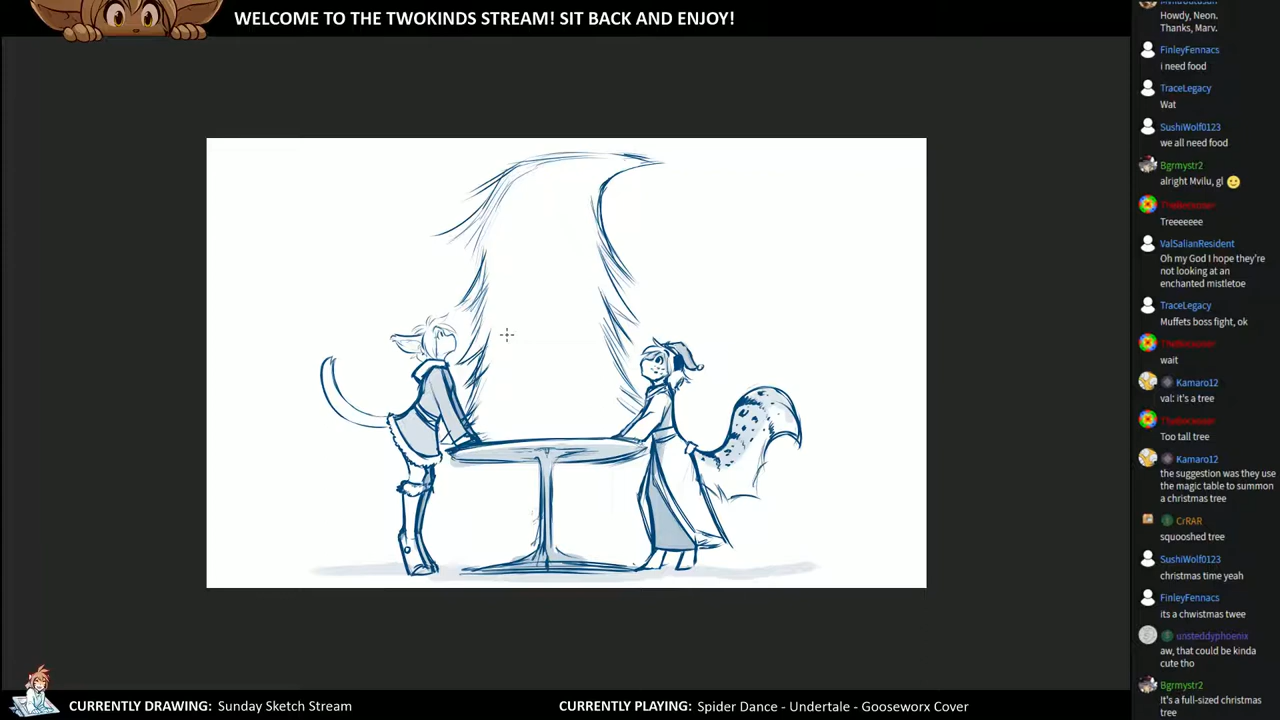 WELCOME TO THE TWOKINDS STREAM! SIT BACK AND ENJOY!
Howdy, Neon.
Thanks, Marv.
FinleyFennacs
i need food
TraceLegacy
Wat
SushiWolf0123
we all need food
Bgrmystr2
alright Mvilu, gl
Treeeeeee
ValSalianResident
Oh my God I hope they're
not looking at an
enchanted mistletoe
TraceLegacy
Muffets boss fight, ok
wait
Kamaro12
val: it's a tree
Too tall tree
Kamaro12
the suggestion was they use
the magic table to summon
a christmas tree
CrRAR
squooshed tree
SushiWolf0123
christmas time yeah
FinleyFennacs
its a chwistmas twee
unsteddyphoenix
aw, that could be kinda
cute tho
Bgrmystr2
It's a full-sized christmas
tree
CURRENTLY DRAWING: Sunday Sketch Stream
CURRENTLY PLAYING: Spider Dance - Undertale - Gooseworx Cover